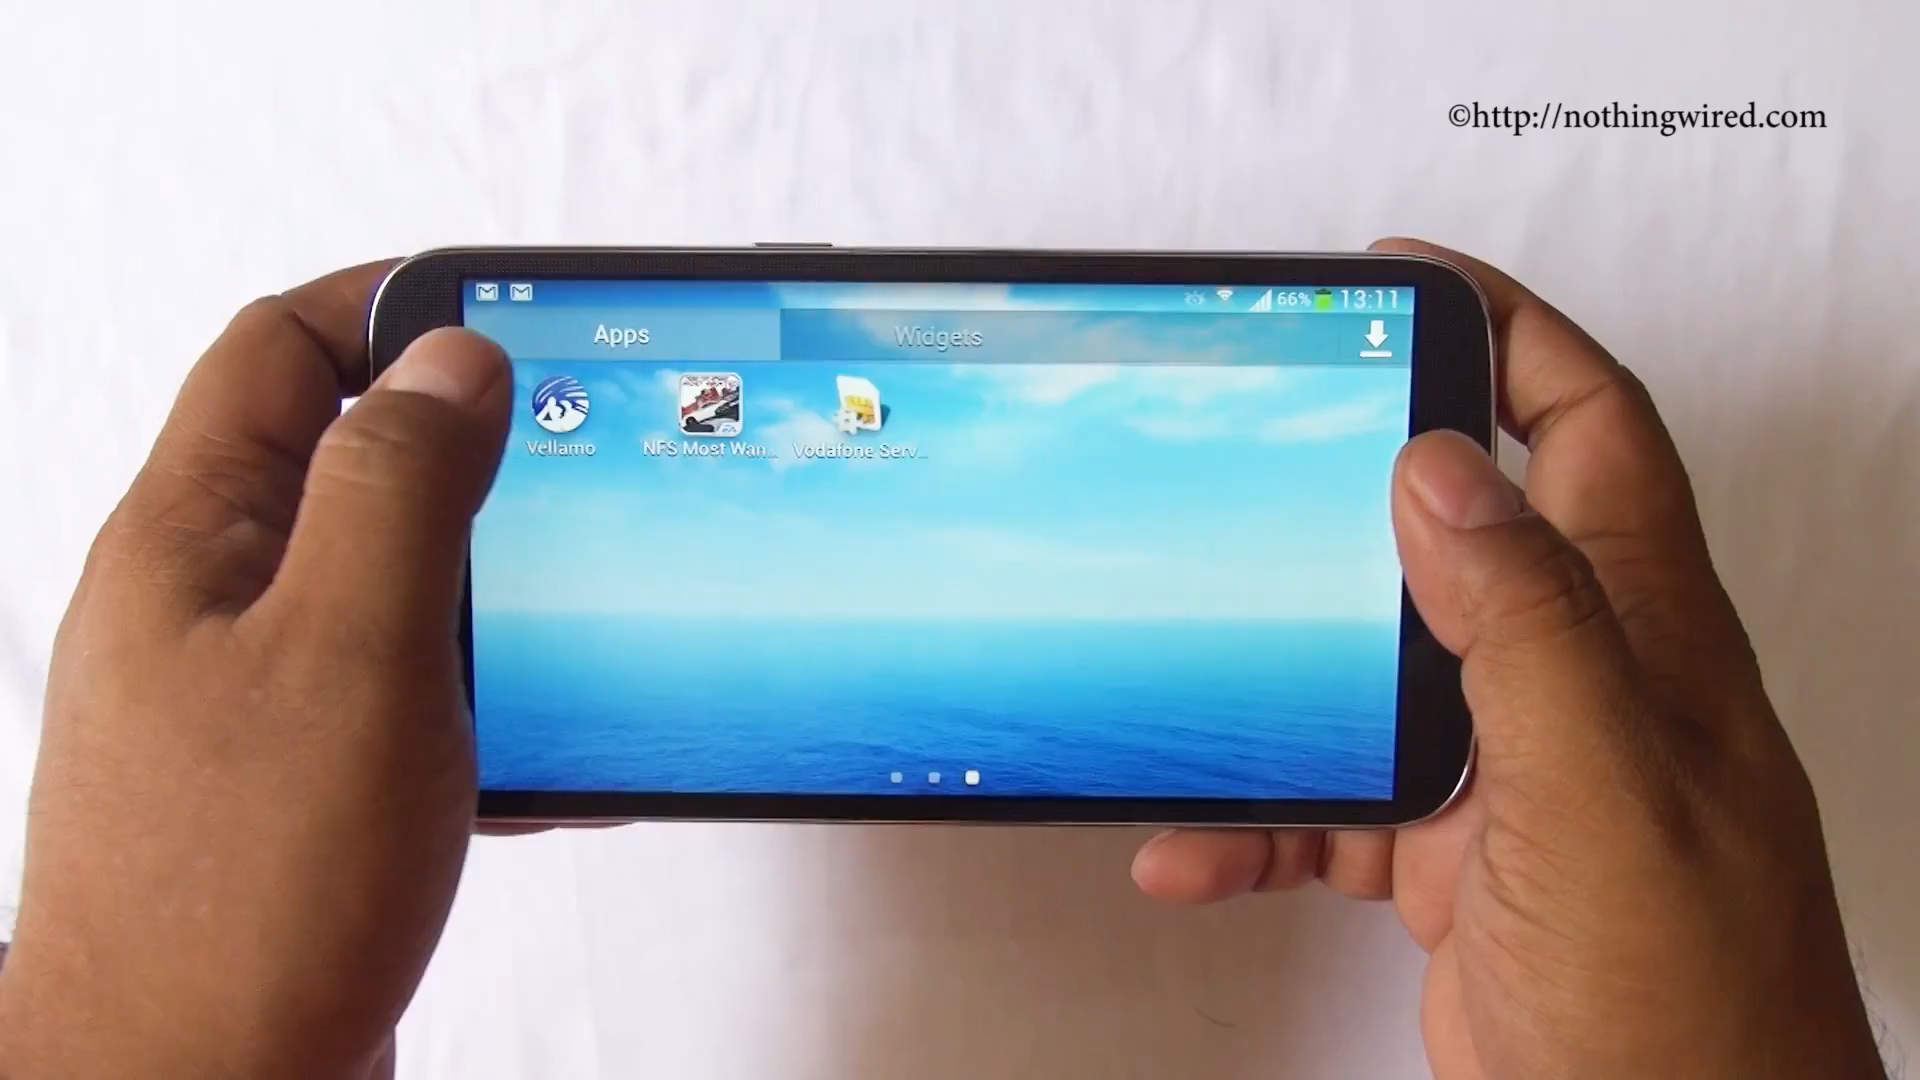 ©http://nothingwired.com
66% 13:11
Apps Widgets
Vellamo NFS Most Wan... Vodafone Serv...